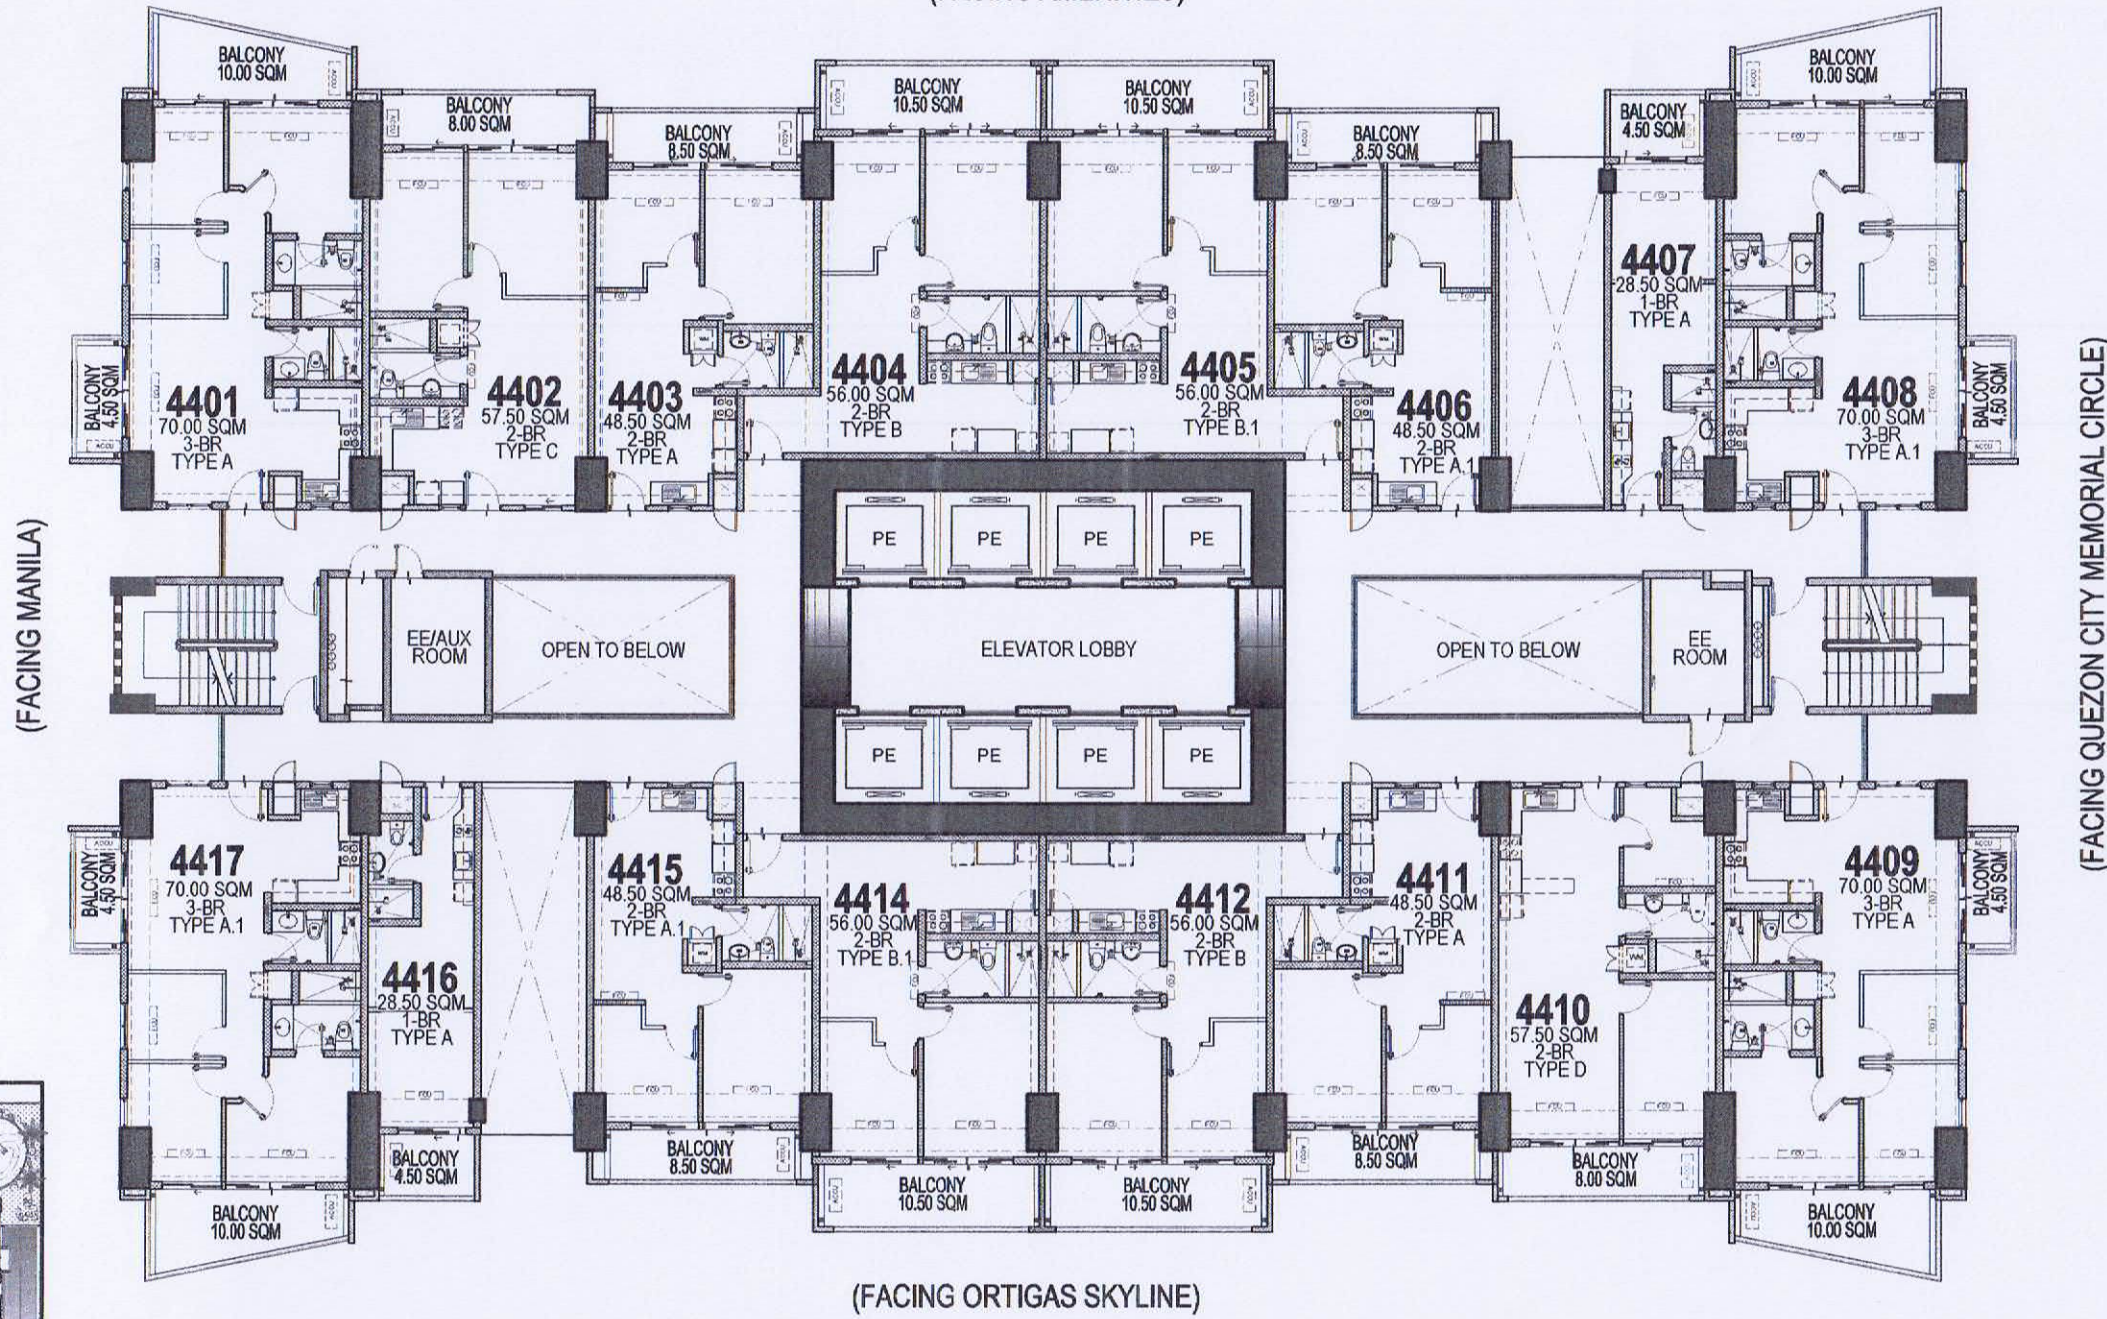 BALCONY
10.00 SQM
BALCONY
8.00 SQM
BALCONY
8.50 SQM
BALCONY
10.50 SQM
BALCONY
10.50 SQM
BALCONY
8.50 SQM
BALCONY
4.50 SQM
BALCONY
10.00 SQM
4401
70.00 SQM
3-BR
TYPE A
BALCONY
4.50 SQM
ACCU
4402
57.50 SQM
2-BR
TYPE C
4403
48.50 SQM
2-BR
TYPE A
4404
56.00 SQM
2-BR
TYPE B
4405
56.00 SQM
2-BR
TYPE B.1
4406
48.50 SQM
2-BR
TYPE A.1
4407
28.50 SQM
1-BR
TYPE A
4408
70.00 SQM
3-BR
TYPE A.1
BALCONY
4.50 SQM
ACCU
(FACING MANILA)
(FACING QUEZON CITY MEMORIAL CIRCLE)
PE
PE
PE
PE
EE/AUX
ROOM
OPEN TO BELOW
ELEVATOR LOBBY
OPEN TO BELOW
EE
ROOM
PE
PE
PE
PE
4417
70.00 SQM
3-BR
TYPE A.1
BALCONY
4.50 SQM
ACCU
4416
28.50 SQM
1-BR
TYPE A
4415
48.50 SQM
2-BR
TYPE A.1
4414
56.00 SQM
2-BR
TYPE B.1
4412
56.00 SQM
2-BR
TYPE B
4411
48.50 SQM
2-BR
TYPE A
4410
57.50 SQM
2-BR
TYPE D
4409
70.00 SQM
3-BR
TYPE A
BALCONY
4.50 SQM
ACCU
BALCONY
10.00 SQM
BALCONY
4.50 SQM
BALCONY
8.50 SQM
BALCONY
10.50 SQM
BALCONY
10.50 SQM
BALCONY
8.50 SQM
BALCONY
8.00 SQM
BALCONY
10.00 SQM
(FACING ORTIGAS SKYLINE)